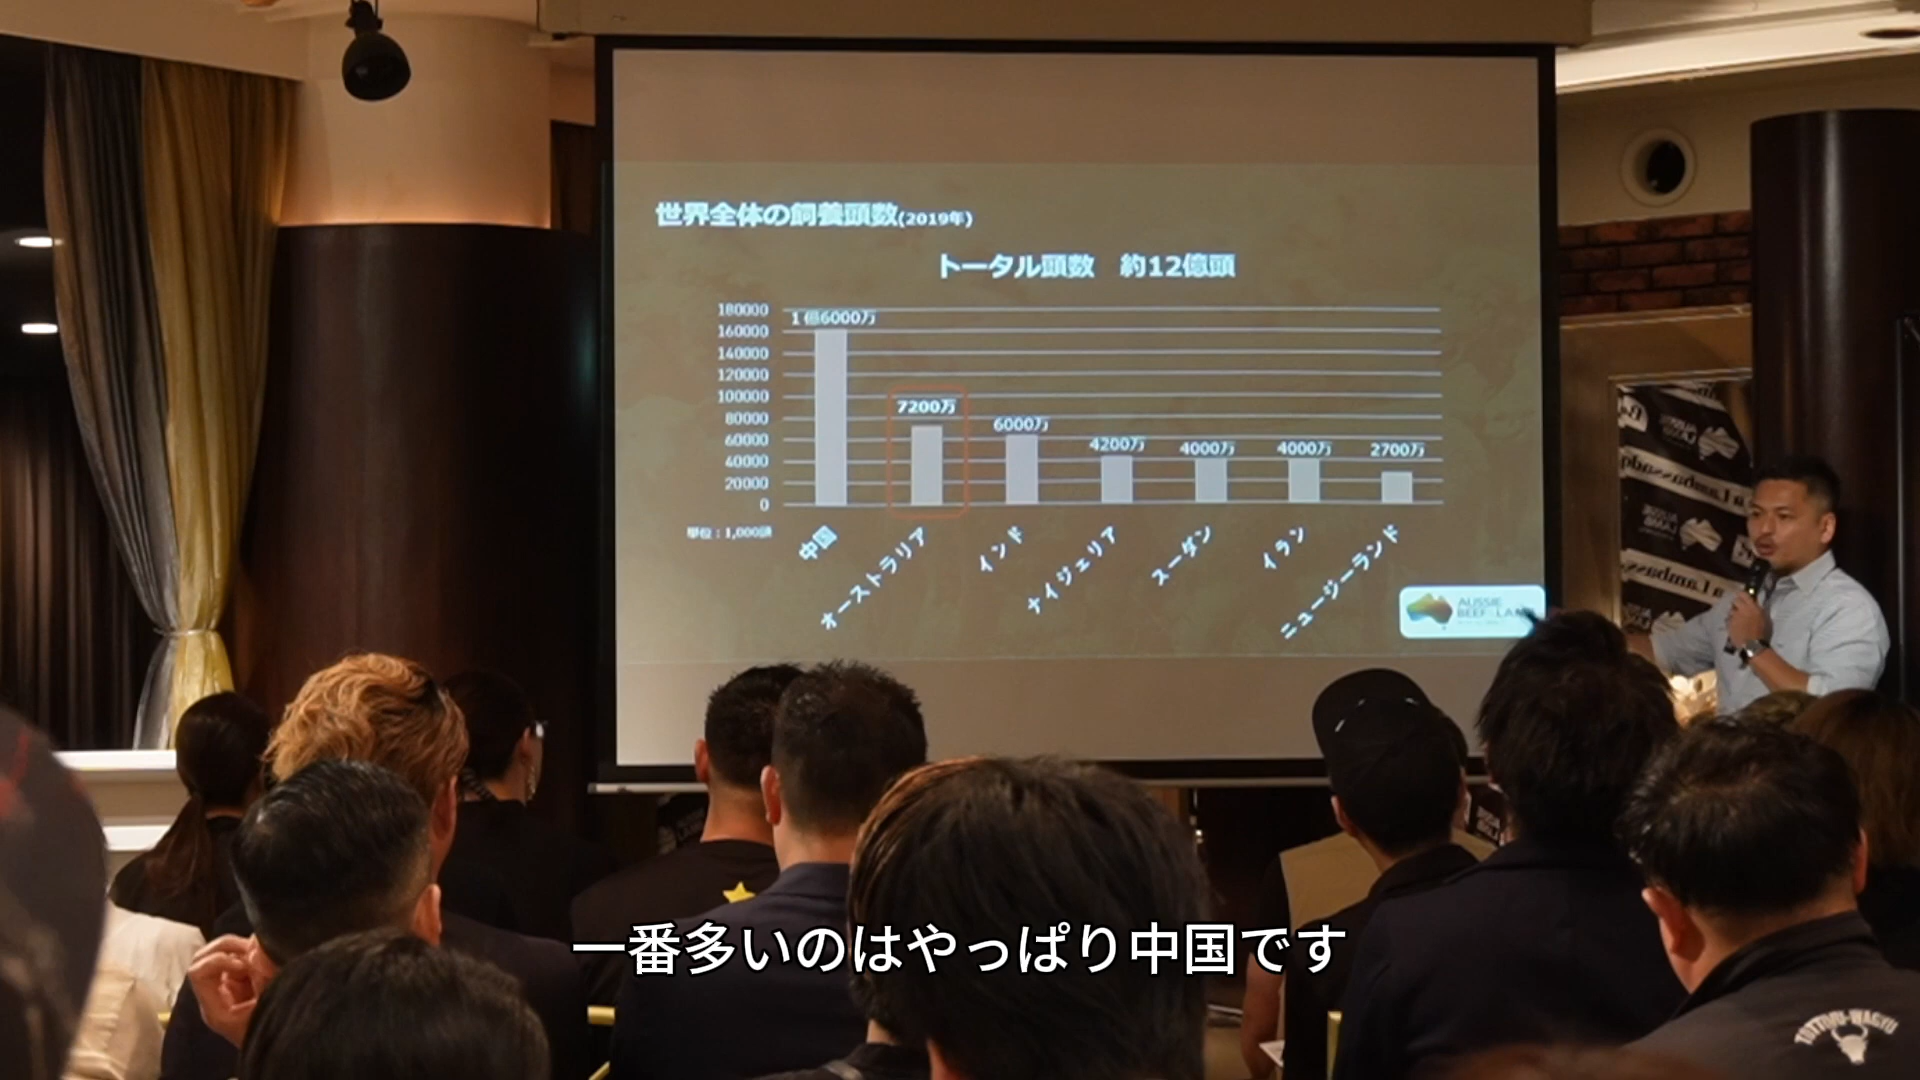 世界全体の飼養頭数(2019年)
トータル頭数　約12億頭
180000
160000
140000
120000
100000
80000
60000
40000
20000
0
1億6000万
7200万
6000万
4200万
4000万
4000万
2700万
単位：1,000頭
中国
オーストラリア
インド
ナイジェリア
スーダン
イラン
ニュージーランド
AUSSIE
BEEF
一番多いのはやっぱり中国です
TOTTORI-WAGYU